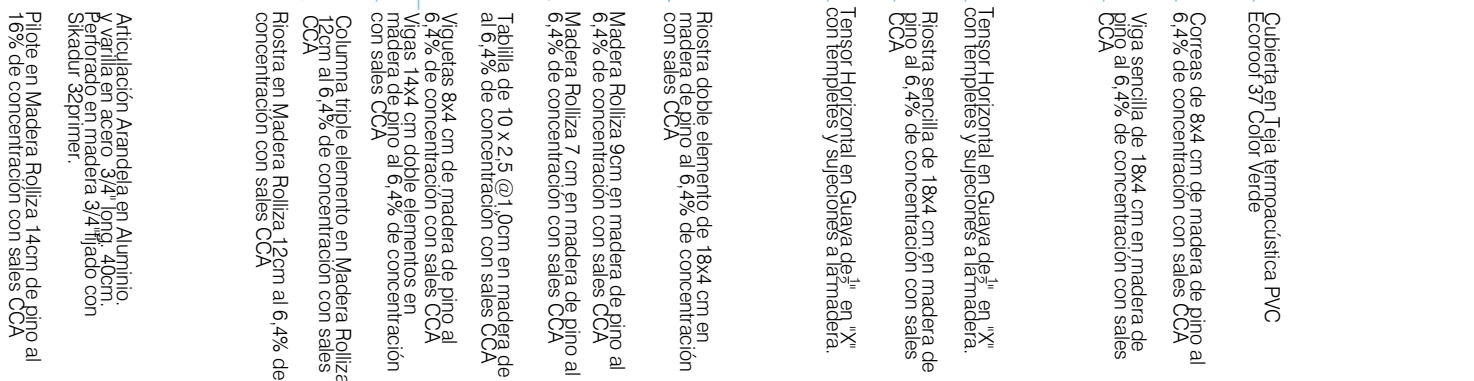 Cubierta en Teja termoacústica PVC
Ecoroof 37 Color Verde
Correas de 8x4 cm de madera de pino al
6,4% de concentración con sales CCA
Viga sencilla de 18x4 cm en madera de
pino al 6,4% de concentración con sales
CCA
Tensor Horizontal en Guaya de 1/2" en "X"
con templetes y sujeciones a la madera.
Riostra sencilla de 18x4 cm en madera de
pino al 6,4% de concentración con sales
CCA
Tensor Horizontal en Guaya de 1/2" en "X"
con templetes y sujeciones a la madera.
Riostra doble elemento de 18x4 cm en
madera de pino al 6,4% de concentración
con sales CCA
Madera Rolliza 9cm en madera de pino al
6,4% de concentración con sales CCA
Madera Rolliza 7 cm en madera de pino al
6,4% de concentración con sales CCA
Tablilla de 10 x 2,5 @1,0cm en madera de
al 6,4% de concentración con sales CCA
Viguetas 8x4 cm de madera de pino al
6,4% de concentración con sales CCA
Vigas 14x4 cm doble elementos en
madera de pino al 6,4% de concentración
con sales CCA
Columna triple elemento en Madera Rolliza
12cm al 6,4% de concentración con sales
CCA
Riostra en Madera Rolliza 12cm al 6,4% de
concentración con sales CCA
Articulación Arandela en Aluminio.
y varilla en acero 3/4" long. 40cm.
Perforado en madera 3/4" fijado con
Sikadur 32primer.
Pilote en Madera Rolliza 14cm de pino al
16% de concentración con sales CCA